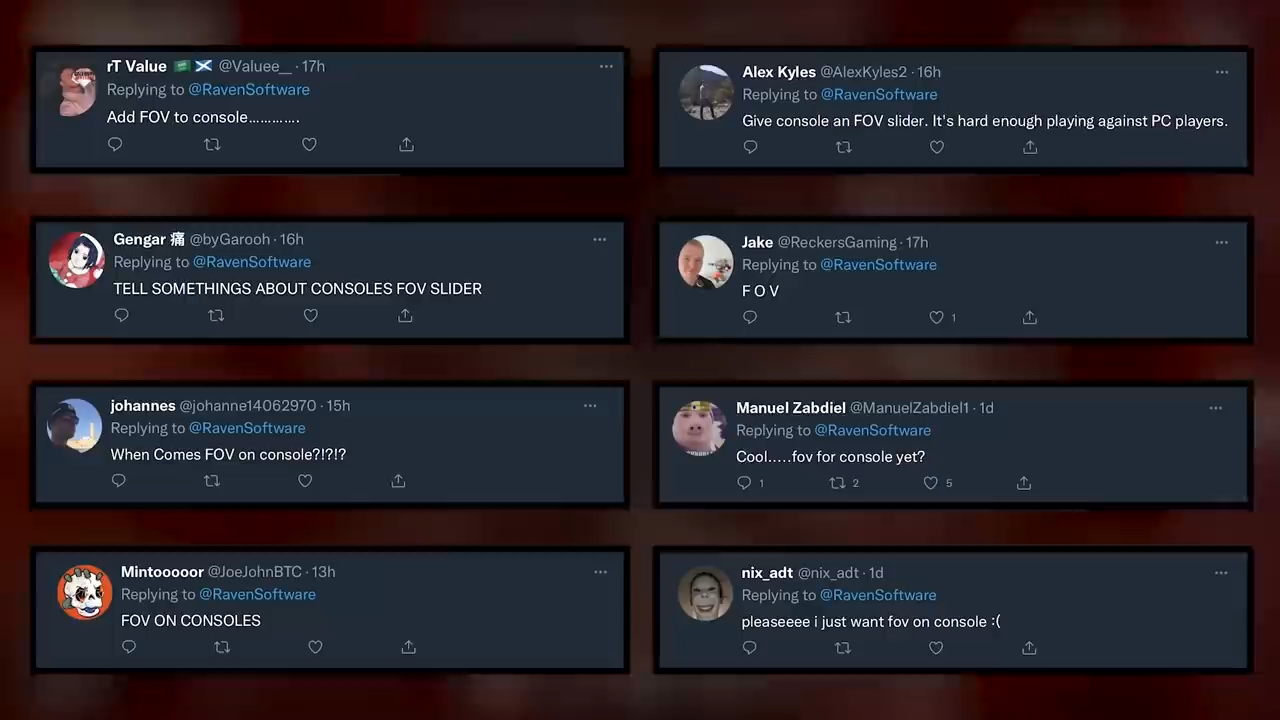 rT Value 🇸🇦 🏴󠁧󠁢󠁳󠁣󠁴󠁿 @Valuee__ · 17h
Replying to @RavenSoftware
Add FOV to console............
Alex Kyles @AlexKyles2 · 16h
Replying to @RavenSoftware
Give console an FOV slider. It's hard enough playing against PC players.
Gengar 痛 @byGarooh · 16h
Replying to @RavenSoftware
TELL SOMETHINGS ABOUT CONSOLES FOV SLIDER
Jake @ReckersGaming · 17h
Replying to @RavenSoftware
F O V
1
johannes @johanne14062970 · 15h
Replying to @RavenSoftware
When Comes FOV on console?!?!?
Manuel Zabdiel @ManuelZabdiel1 · 1d
Replying to @RavenSoftware
Cool.....fov for console yet?
1 2 5
Mintooooor @JoeJohnBTC · 13h
Replying to @RavenSoftware
FOV ON CONSOLES
nix_adt @nix_adt · 1d
Replying to @RavenSoftware
pleaseeee i just want fov on console :(